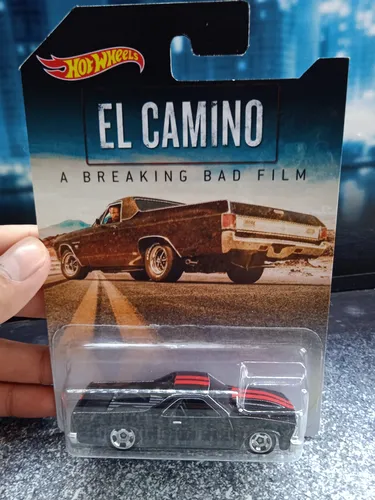 Hot Wheels
EL CAMINO
A BREAKING BAD FILM